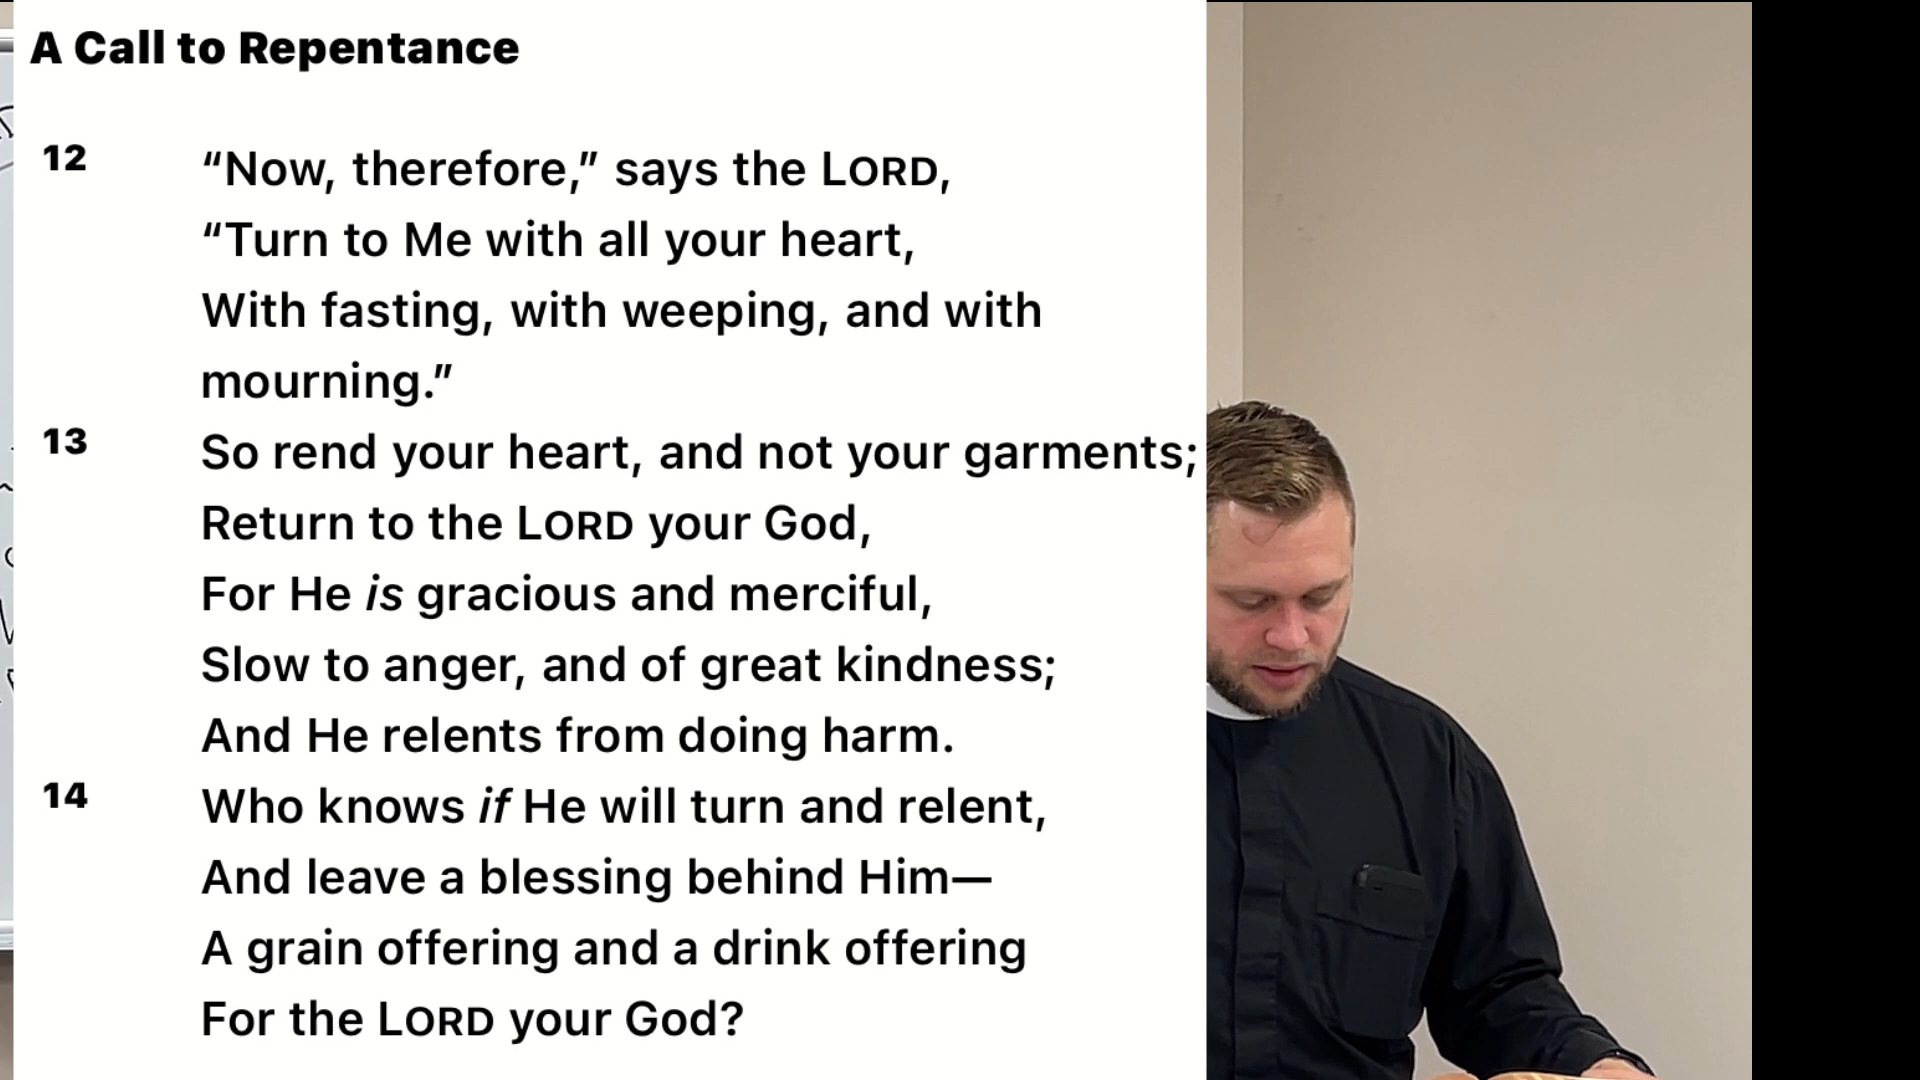 A Call to Repentance
12 “Now, therefore,” says the LORD,
“Turn to Me with all your heart,
With fasting, with weeping, and with
mourning.”
13 So rend your heart, and not your garments;
Return to the LORD your God,
For He is gracious and merciful,
Slow to anger, and of great kindness;
And He relents from doing harm.
14 Who knows if He will turn and relent,
And leave a blessing behind Him—
A grain offering and a drink offering
For the LORD your God?